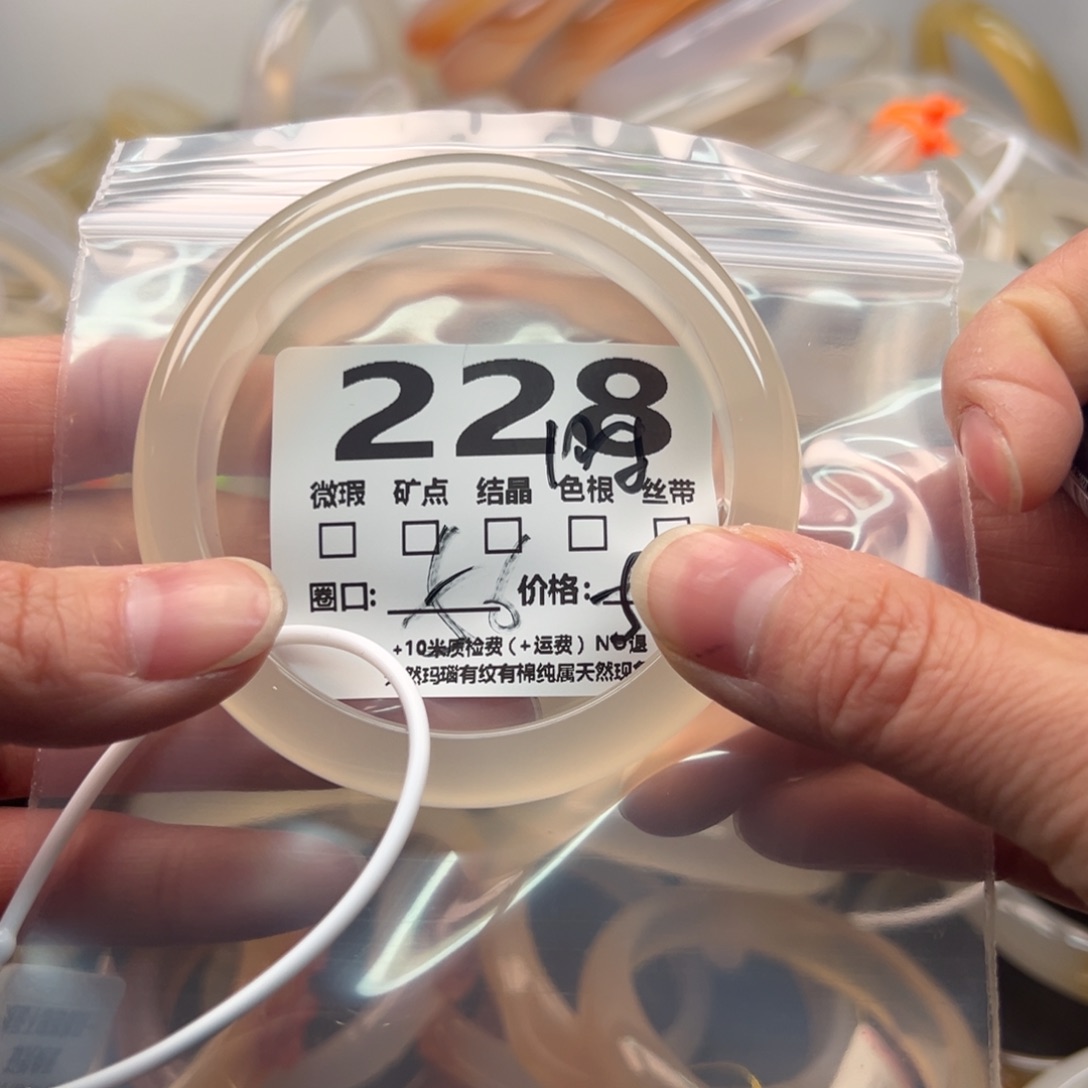 228
微瑕 矿点 结晶 色根 丝带
圈口: 价格:
+10米质检费(+运费) NO退
然玛瑙有纹有棉纯属天然现